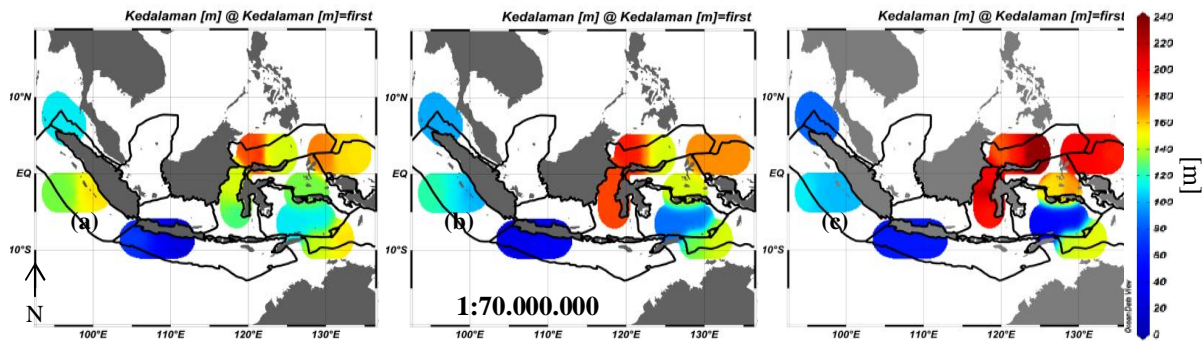 Kedalaman [m] @ Kedalaman [m]=first
Kedalaman [m] @ Kedalaman [m]=first
Kedalaman [m] @ Kedalaman [m]=first
10°N
EQ
10°S
100°E
110°E
120°E
130°E
(a)
N
10°N
EQ
10°S
100°E
110°E
120°E
130°E
(b)
1:70.000.000
10°N
EQ
10°S
100°E
110°E
120°E
130°E
(c)
240
220
200
180
160
140
120
100
80
60
40
20
0
[m]
Ocean Data View